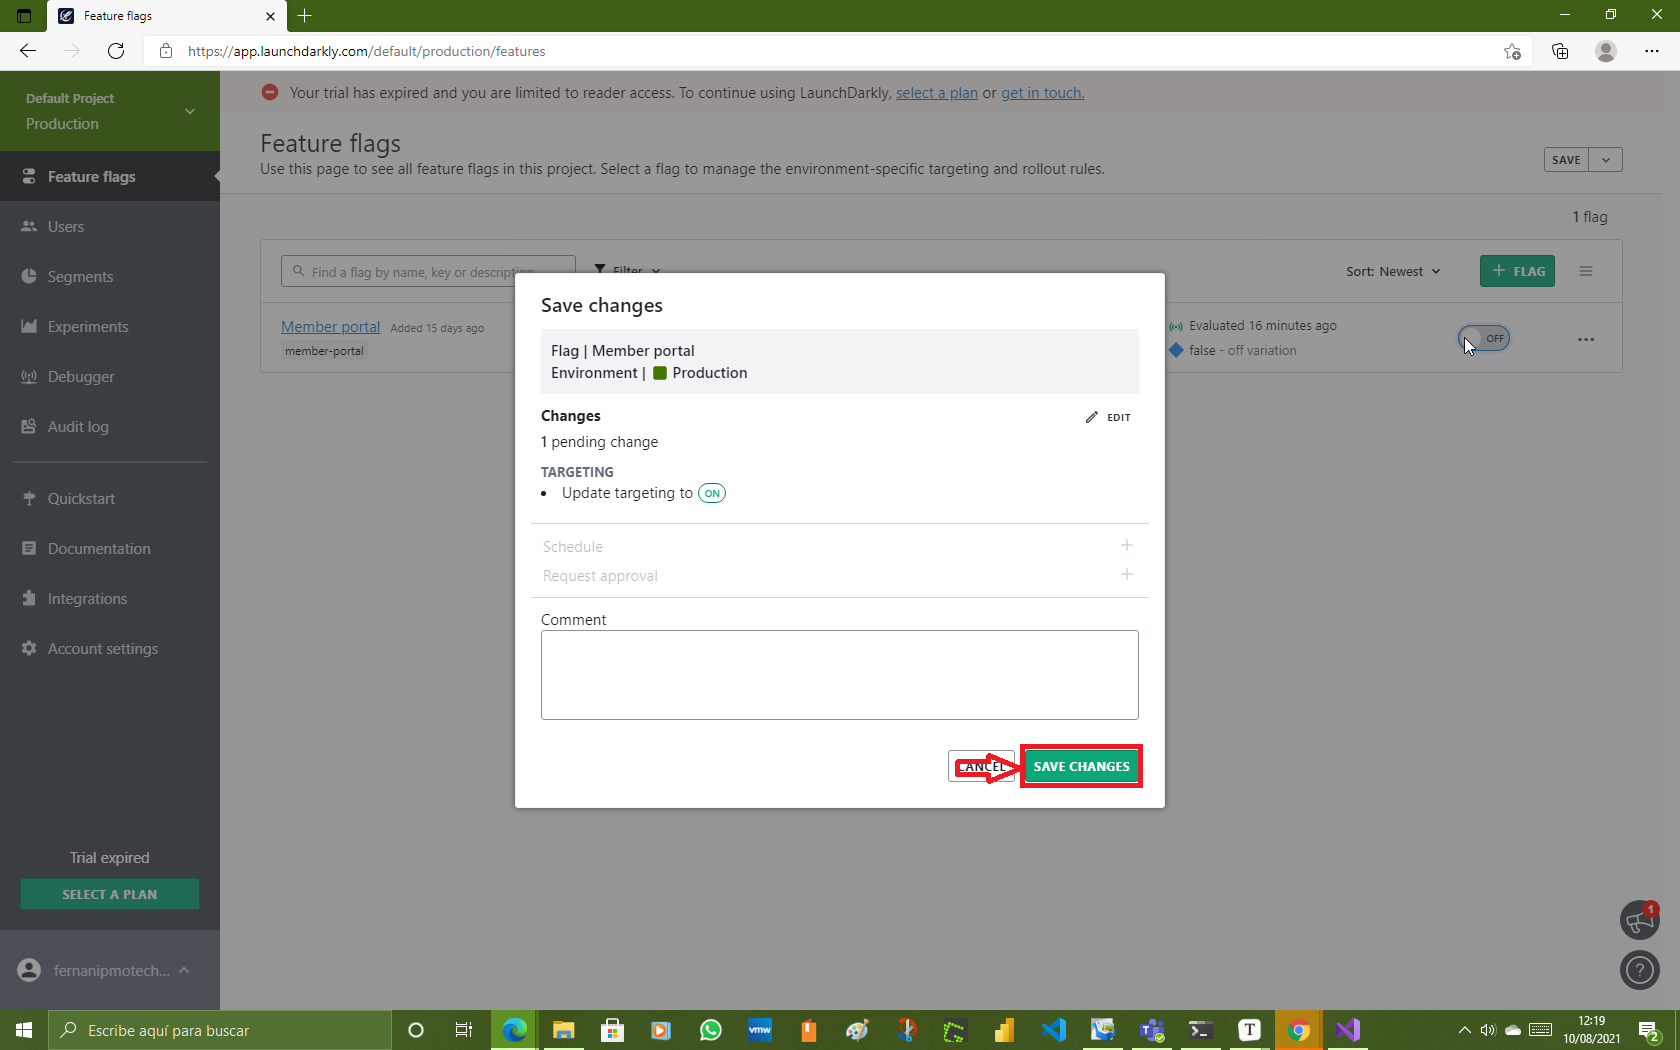 Feature flags
https://app.launchdarkly.com/default/production/features
Default Project
Production
Your trial has expired and you are limited to reader access. To continue using LaunchDarkly, select a plan or get in touch.
Feature flags
Use this page to see all feature flags in this project. Select a flag to manage the environment-specific targeting and rollout rules.
SAVE
Feature flags
Users
Segments
Experiments
Debugger
Audit log
Quickstart
Documentation
Integrations
Account settings
1 flag
Find a flag by name, key or description
Filter
Sort: Newest
+ FLAG
Member portal Added 15 days ago
member-portal
Evaluated 16 minutes ago
false - off variation
OFF
Save changes
Flag | Member portal
Environment | Production
Changes
EDIT
1 pending change
TARGETING
• Update targeting to ON
Schedule +
Request approval +
Comment
CANCEL
SAVE CHANGES
Trial expired
SELECT A PLAN
fernanipmotech...
1
?
Escribe aquí para buscar
vmw
T
12:19
10/08/2021
2